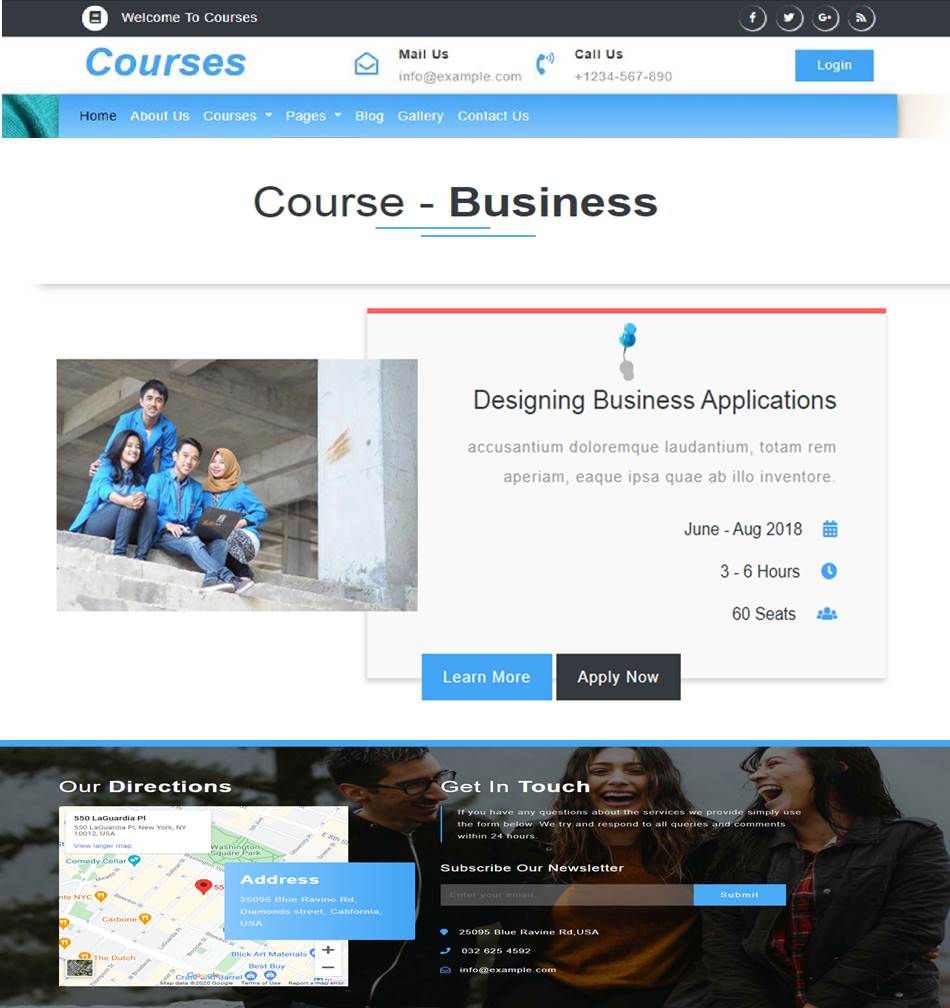 Welcome To Courses
Courses
Mail Us
info@example.com
Call Us
+1234-567-890
Login
Home About Us Courses Pages Blog Gallery Contact Us
Course - Business
Designing Business Applications
accusantium doloremque laudantium, totam rem
aperiam, eaque ipsa quae ab illo inventore.
June - Aug 2018
3 - 6 Hours
60 Seats
Learn More Apply Now
Our Directions
550 LaGuardia Pl
550 LaGuardia Pl, New York, NY
10012, USA
View larger map
Washington
Square Park
Comedy Cellar
nte NYC
55
Carbone
The Dutch
Blick Art Materials
Best Buy
Crate and Barrel
Google
Map data ©2020 Google Terms of Use Report a map error
Address
25095 Blue Ravine Rd,
Diamonds street, California,
USA
Get In Touch
If you have any questions about the services we provide simply use
the form below. We try and respond to all queries and comments
within 24 hours.
Subscribe Our Newsletter
Enter your email...
Submit
25095 Blue Ravine Rd,USA
032 625 4592
info@example.com